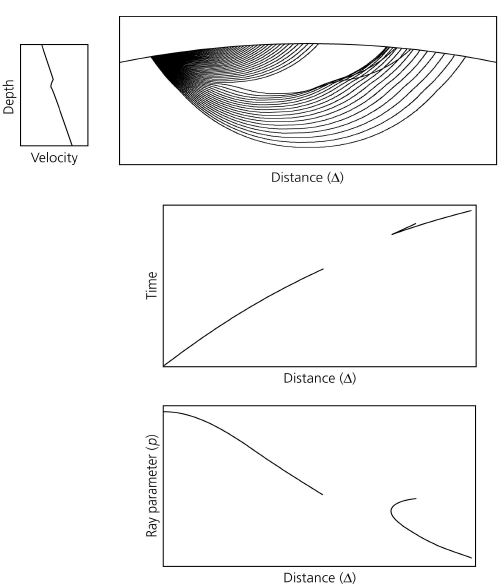 Depth
Velocity
Distance (Δ)
Time
Distance (Δ)
Ray parameter (p)
Distance (Δ)